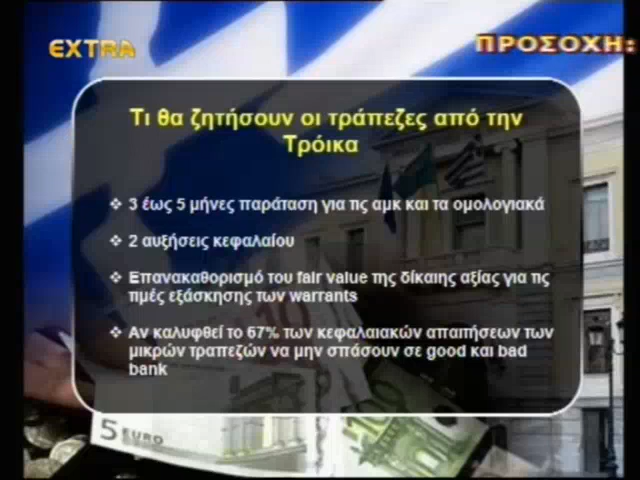 EXTRA
ΠΡΟΣΟΧΗ:
Τι θα ζητήσουν οι τράπεζες από την
Τρόικα
❖ 3 έως 5 μήνες παράταση για τις αμκ και τα ομολογιακά
❖ 2 αυξήσεις κεφαλαίου
❖ Επανακαθορισμό του fair value της δίκαιης αξίας για τις
τιμές εξάσκησης των warrants
❖ Αν καλυφθεί το 67% των κεφαλαιακών απαιτήσεων των
μικρών τραπεζών να μην σπάσουν σε good και bad
bank
10
5 EURO